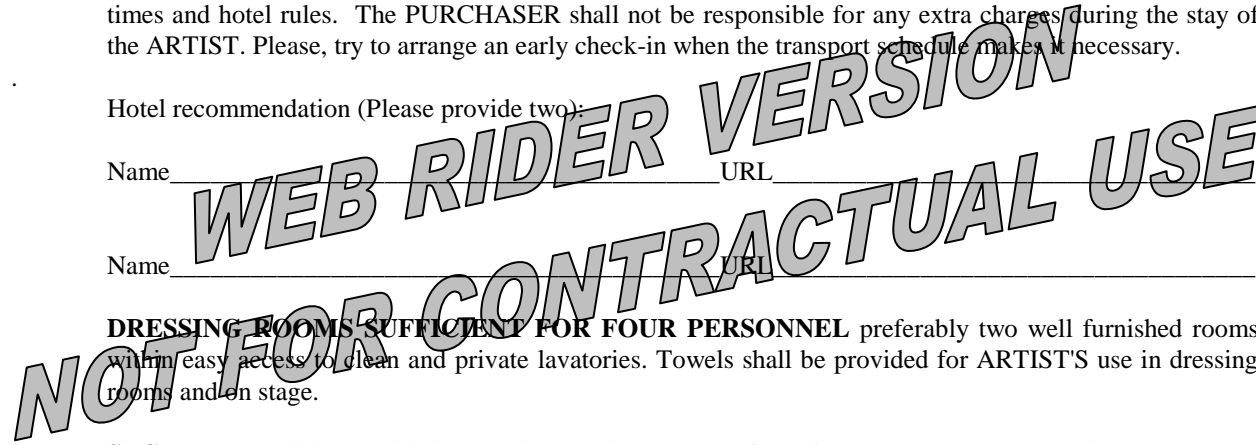 times and hotel rules. The PURCHASER shall not be responsible for any extra charges during the stay of
the ARTIST. Please, try to arrange an early check-in when the transport schedule makes it necessary.
.
Hotel recommendation (Please provide two):
Name_________________________________________URL____________________________________
Name_________________________________________URL____________________________________
DRESSING ROOMS SUFFICIENT FOR FOUR PERSONNEL preferably two well furnished rooms
within easy access to clean and private lavatories. Towels shall be provided for ARTIST'S use in dressing
rooms and on stage.
WEB RIDER VERSION
NOT FOR CONTRACTUAL USE